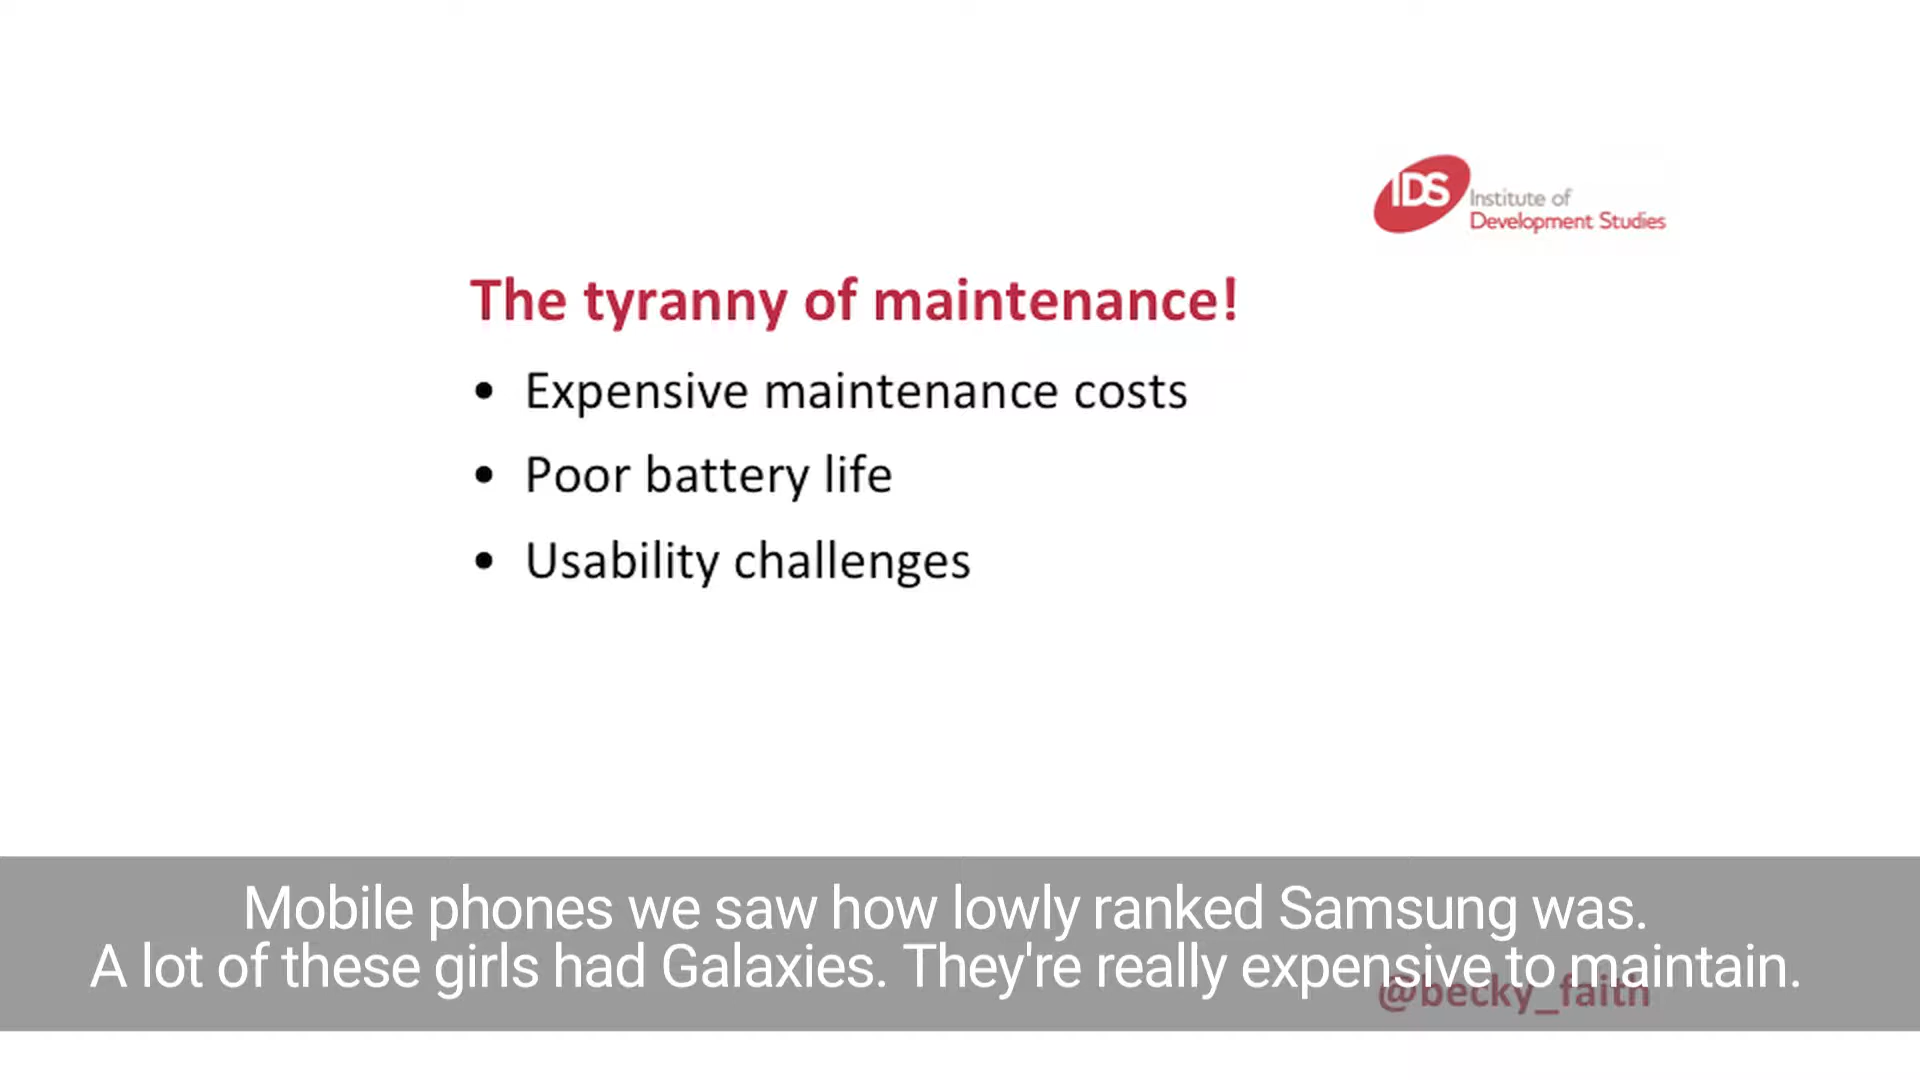 IDS
Institute of
Development Studies
The tyranny of maintenance!
• Expensive maintenance costs
• Poor battery life
• Usability challenges
Mobile phones we saw how lowly ranked Samsung was.
A lot of these girls had Galaxies. They're really expensive to maintain.
@becky_faith